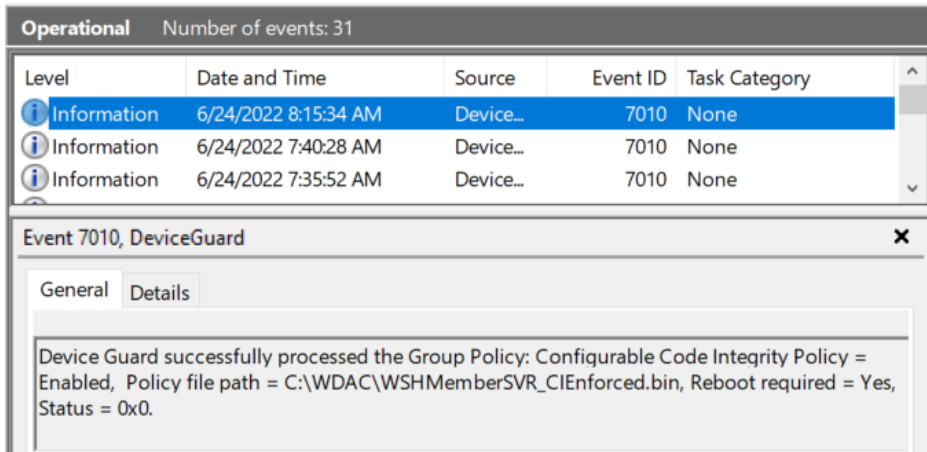 Operational Number of events: 31
Level Date and Time Source Event ID Task Category
Information 6/24/2022 8:15:34 AM Device... 7010 None
Information 6/24/2022 7:40:28 AM Device... 7010 None
Information 6/24/2022 7:35:52 AM Device... 7010 None
Event 7010, DeviceGuard
General Details
Device Guard successfully processed the Group Policy: Configurable Code Integrity Policy =
Enabled, Policy file path = C:\WDAC\WSHMemberSVR_CIEnforced.bin, Reboot required = Yes,
Status = 0x0.